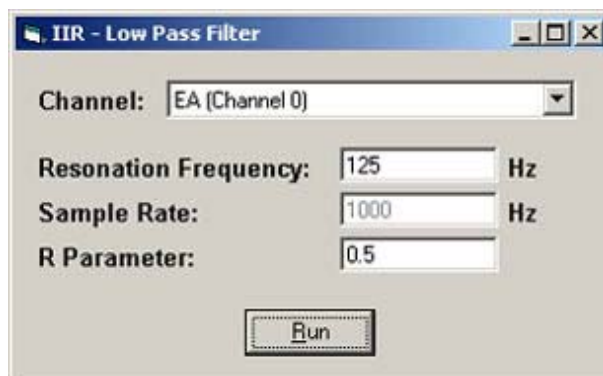 IIR - Low Pass Filter
Channel: EA (Channel 0)
Resonation Frequency: 125 Hz
Sample Rate: 1000 Hz
R Parameter: 0.5
Run